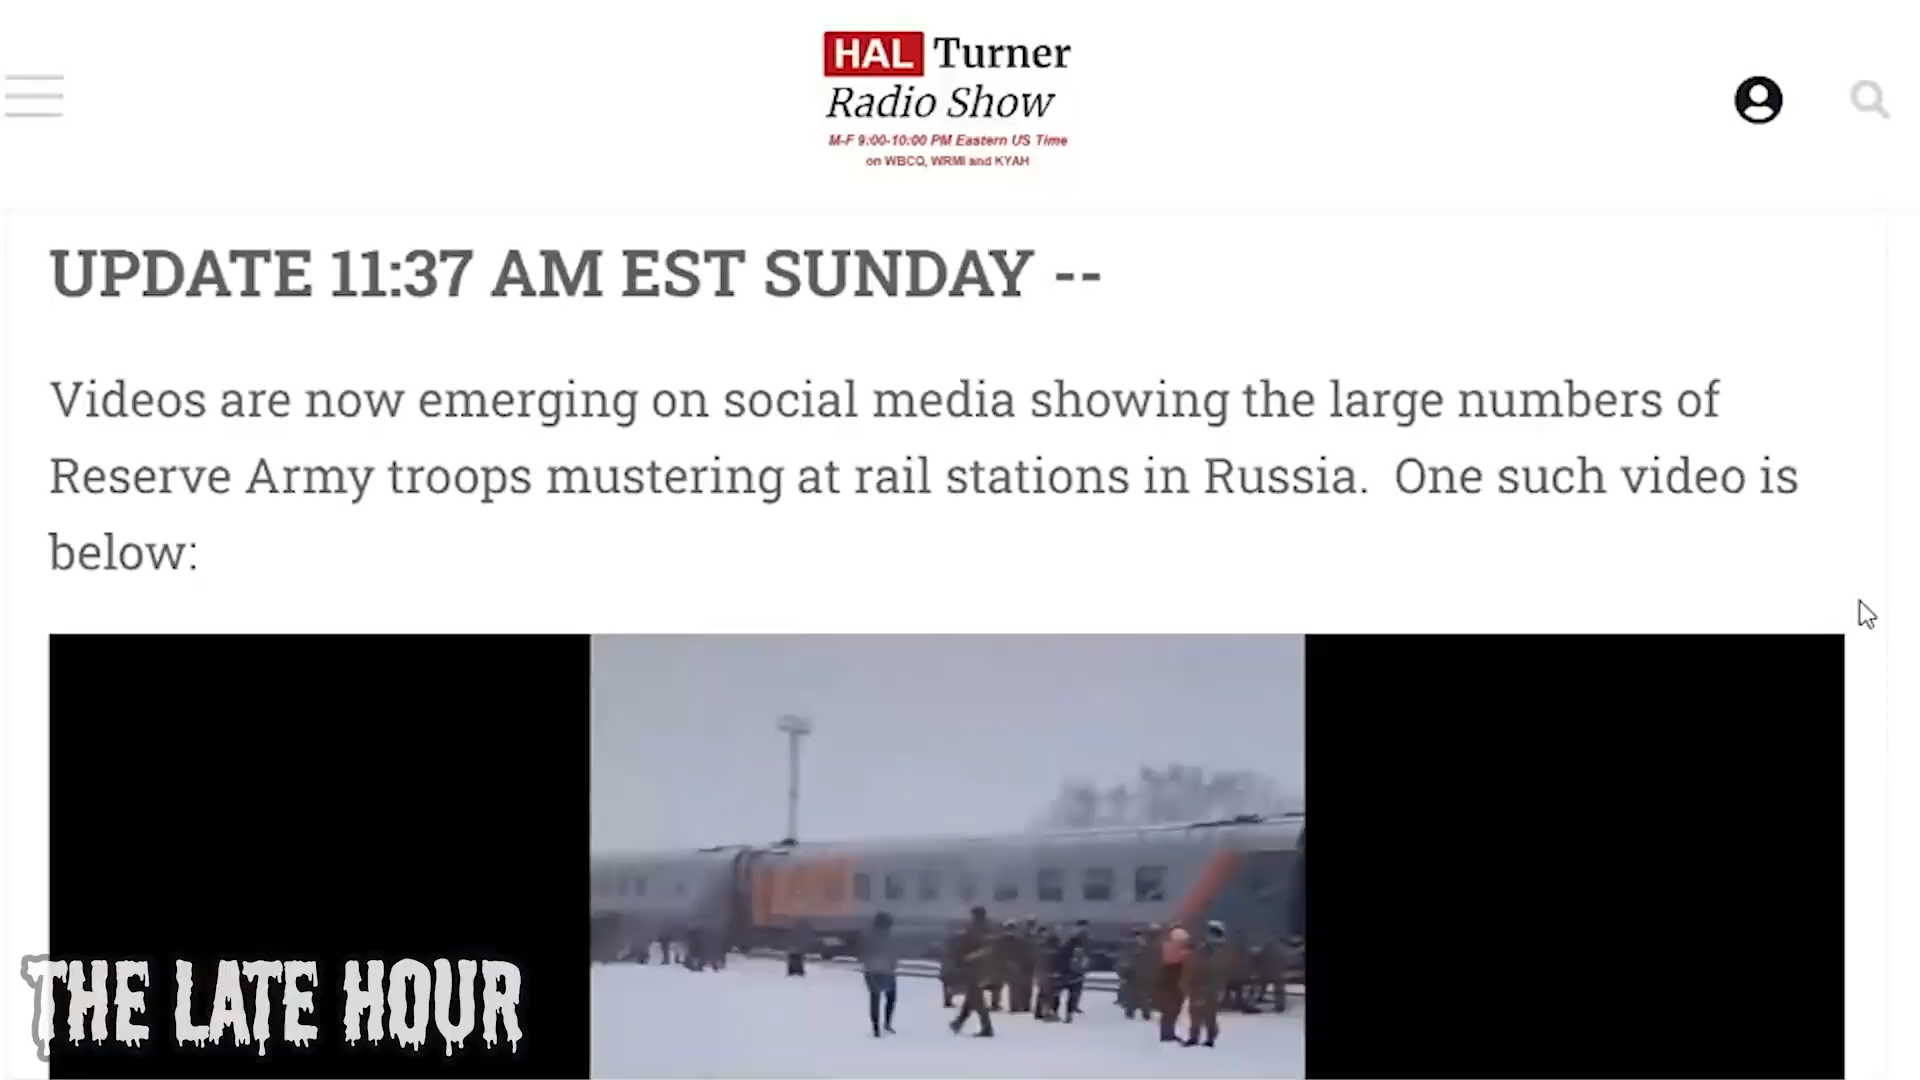 HAL Turner
Radio Show
M-F 9:00-10:00 PM Eastern US Time
on WBCQ, WRMI and KYAH
UPDATE 11:37 AM EST SUNDAY --
Videos are now emerging on social media showing the large numbers of
Reserve Army troops mustering at rail stations in Russia.  One such video is
below:
THE LATE HOUR